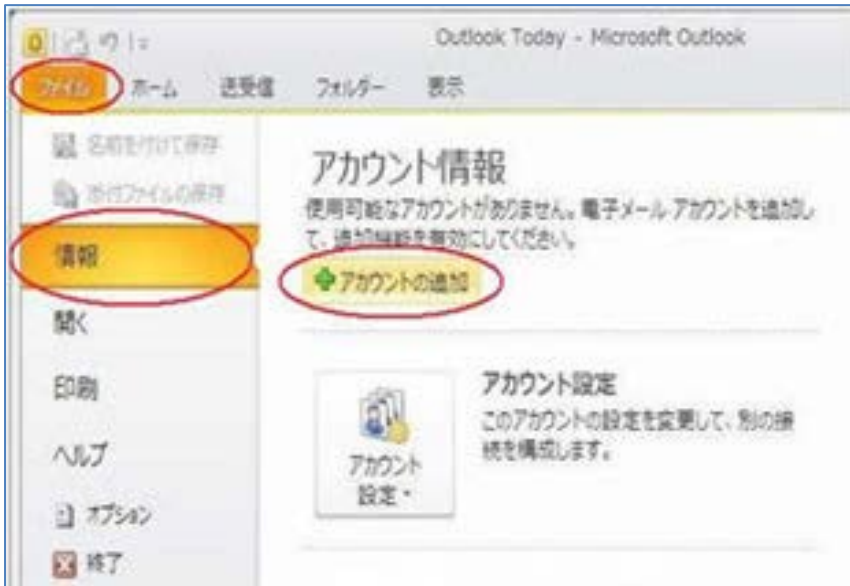 Outlook Today - Microsoft Outlook
ファイル ホーム 送受信 フォルダー 表示
名前を付けて保存
添付ファイルの保存
情報
開く
印刷
ヘルプ
オプション
終了
アカウント情報
使用可能なアカウントがありません。電子メール アカウントを追加し
て、追加機能を有効にしてください。
アカウントの追加
アカウント
設定
アカウント設定
このアカウントの設定を変更して、別の接
続を構成します。